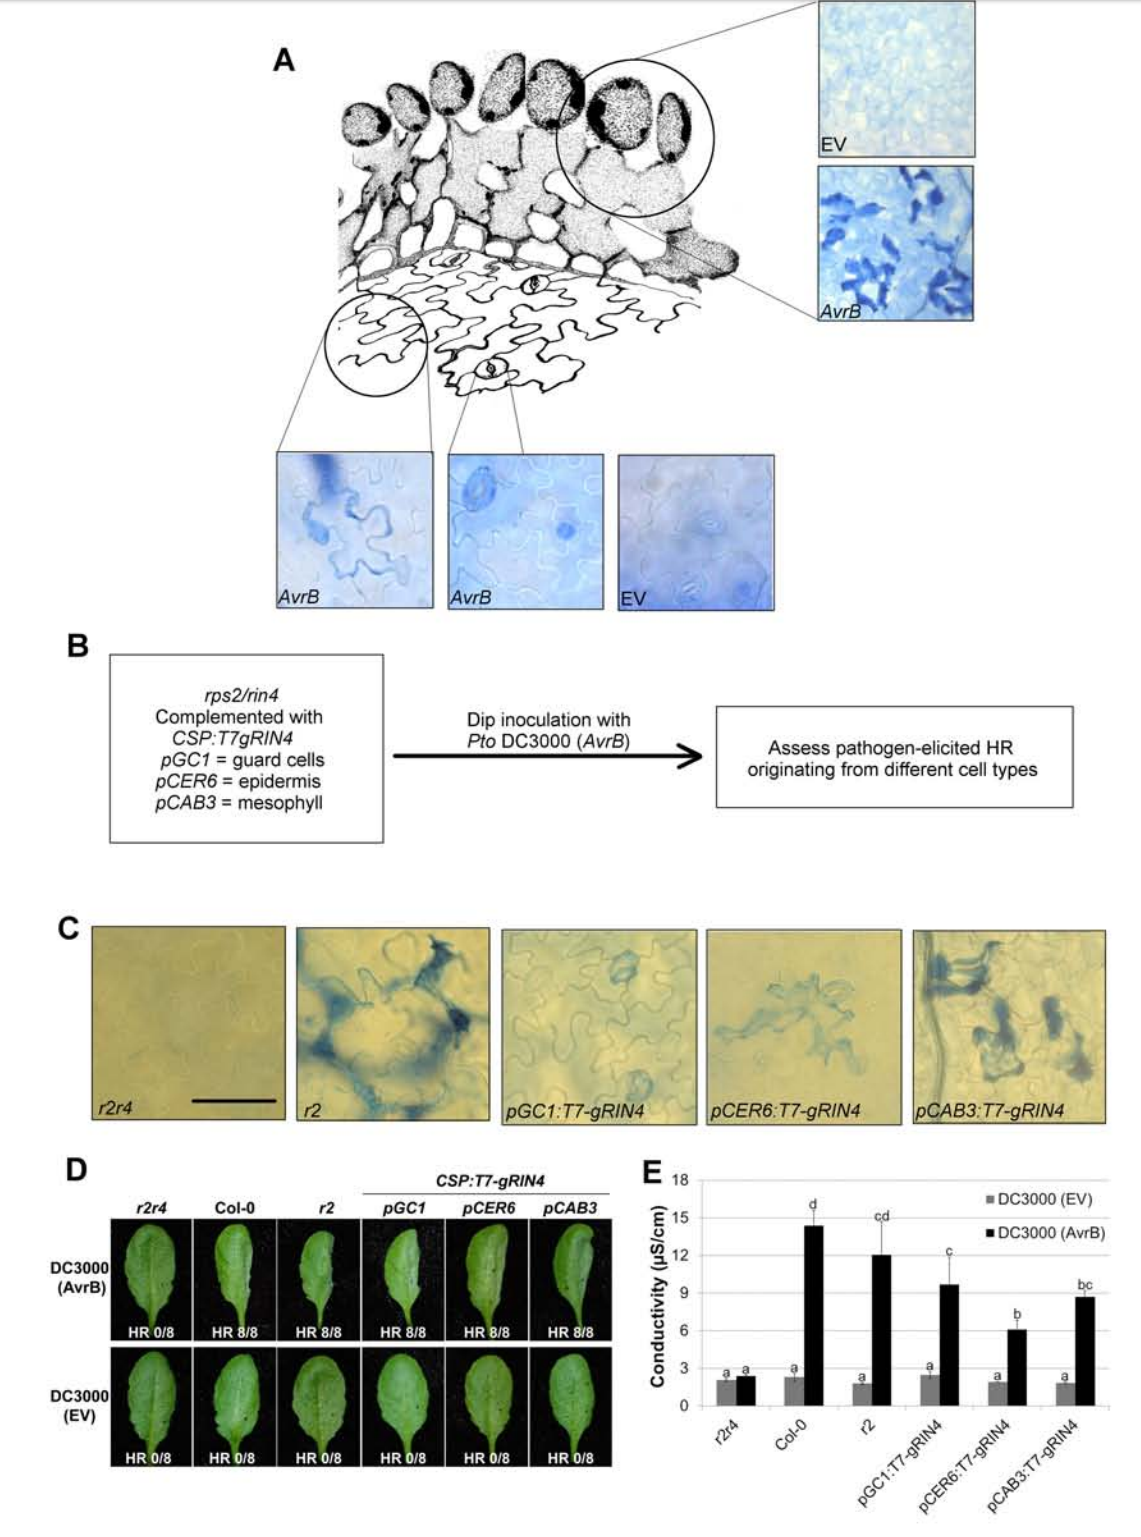 A
EV
AvrB
AvrB
AvrB
EV
B
rps2/rin4
Complemented with
CSP:T7gRIN4
pGC1 = guard cells
pCER6 = epidermis
pCAB3 = mesophyll
Dip inoculation with
Pto DC3000 (AvrB)
Assess pathogen-elicited HR
originating from different cell types
C
r2r4
r2
pGC1:T7-gRIN4
pCER6:T7-gRIN4
pCAB3:T7-gRIN4
D
CSP:T7-gRIN4
r2r4 Col-0 r2 pGC1 pCER6 pCAB3
DC3000
(AvrB)
HR 0/8 HR 8/8 HR 8/8 HR 8/8 HR 8/8 HR 8/8
DC3000
(EV)
HR 0/8 HR 0/8 HR 0/8 HR 0/8 HR 0/8 HR 0/8
E
Conductivity (µS/cm)
18
15
12
9
6
3
0
DC3000 (EV)
DC3000 (AvrB)
a a a d a cd a c a b a bc
r2r4
Col-0
r2
pGC1:T7-gRIN4
pCER6:T7-gRIN4
pCAB3:T7-gRIN4